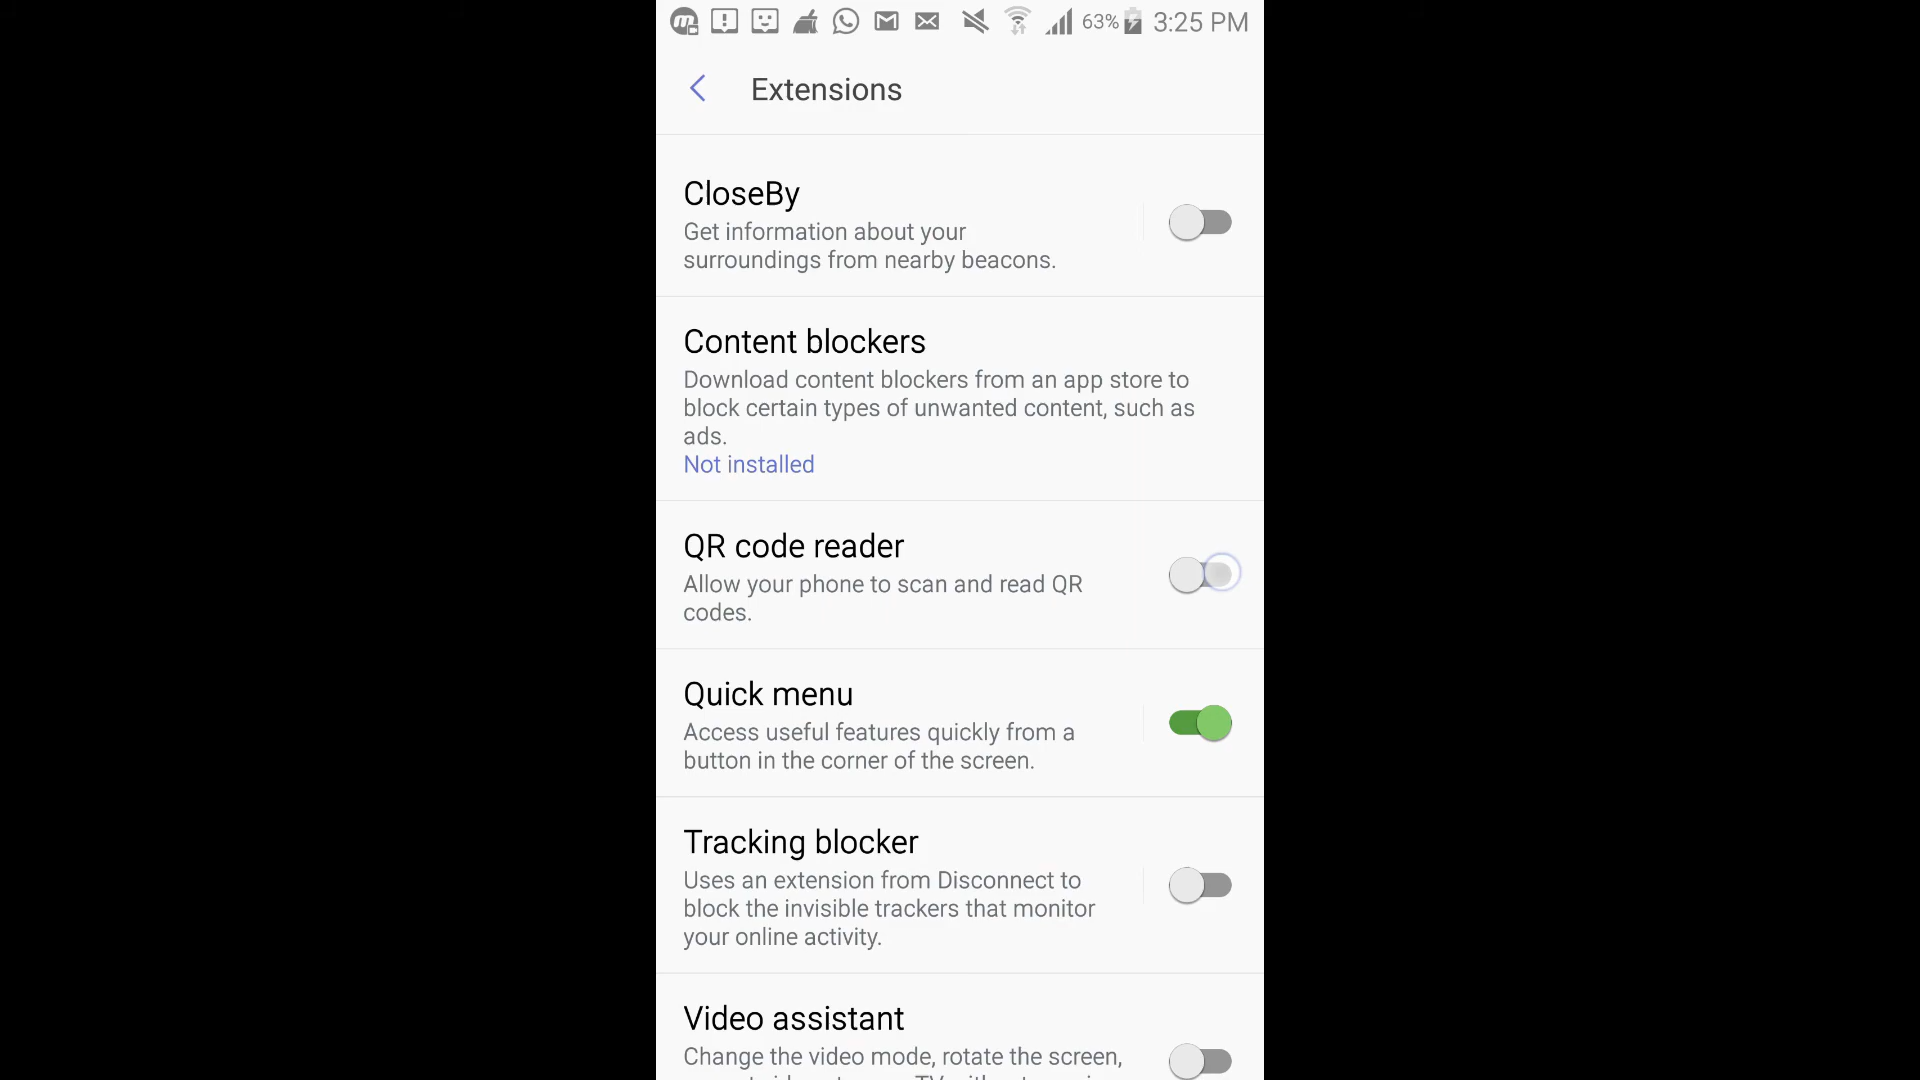 63% 3:25 PM
Extensions
CloseBy
Get information about your
surroundings from nearby beacons.
Content blockers
Download content blockers from an app store to
block certain types of unwanted content, such as
ads.
Not installed
QR code reader
Allow your phone to scan and read QR
codes.
Quick menu
Access useful features quickly from a
button in the corner of the screen.
Tracking blocker
Uses an extension from Disconnect to
block the invisible trackers that monitor
your online activity.
Video assistant
Change the video mode, rotate the screen,